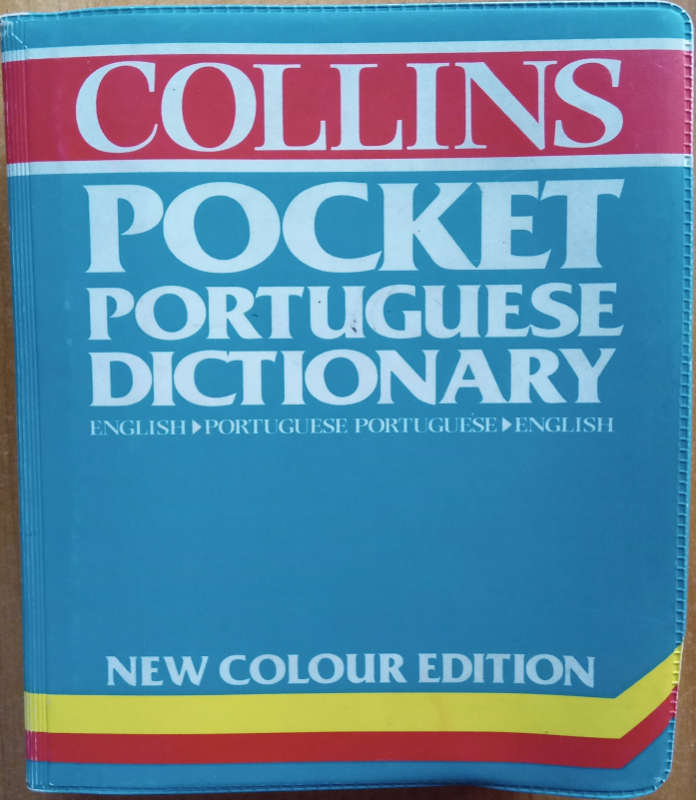 COLLINS
POCKET
PORTUGUESE
DICTIONARY
ENGLISH▶PORTUGUESE PORTUGUESE▶ENGLISH
NEW COLOUR EDITION